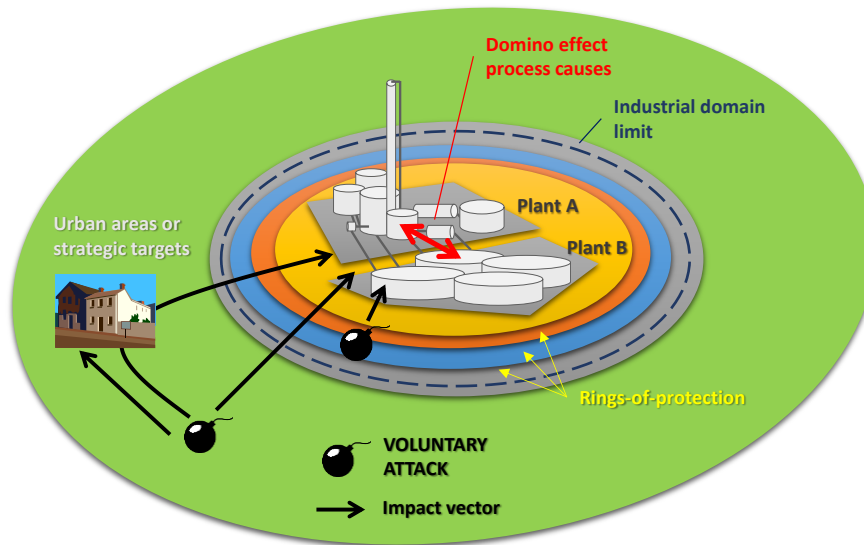 Domino effect
process causes
Industrial domain
limit
Plant A
Urban areas or
strategic targets
Plant B
Rings-of-protection
VOLUNTARY
ATTACK
Impact vector